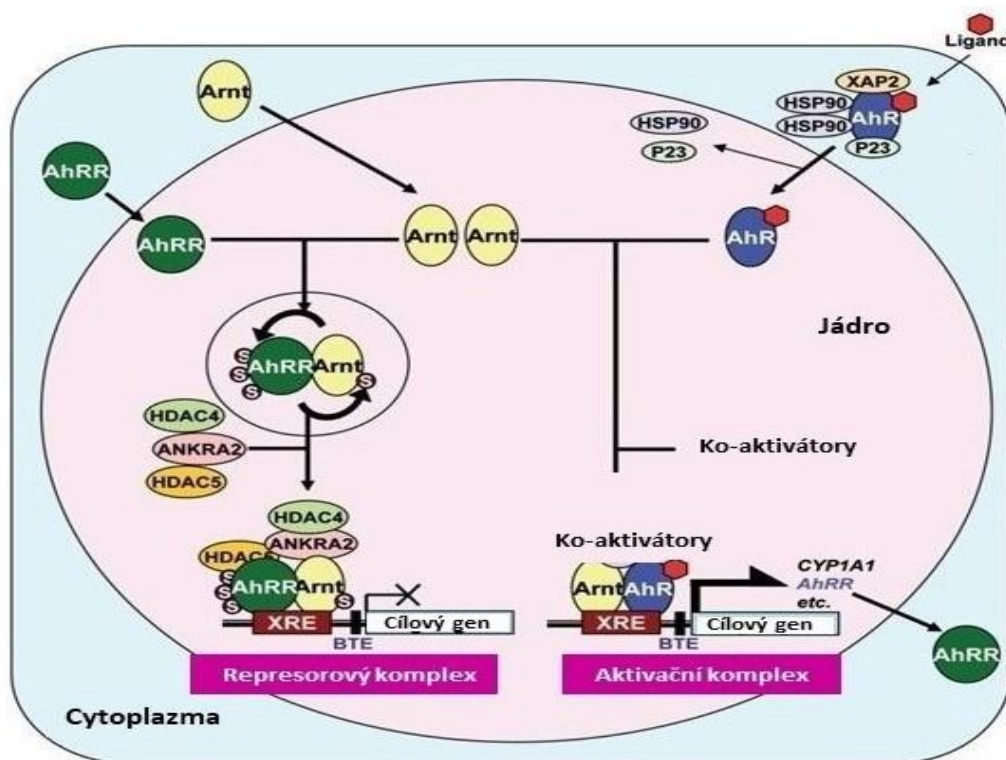 Ligand
XAP2
HSP90
AhR
HSP90
P23
HSP90
P23
Arnt
AhRR
AhRR
Arnt
Arnt
AhR
Jádro
S
S
S
AhRR
Arnt
S
HDAC4
ANKRA2
HDAC5
Ko-aktivátory
HDAC4
ANKRA2
HDAC5
S
S
S
AhRR
Arnt
S
XRE
BTE
Cílový gen
Represorový komplex
Ko-aktivátory
Arnt
AhR
XRE
BTE
Cílový gen
CYP1A1
AhRR
etc.
AhRR
Aktivační komplex
Cytoplazma